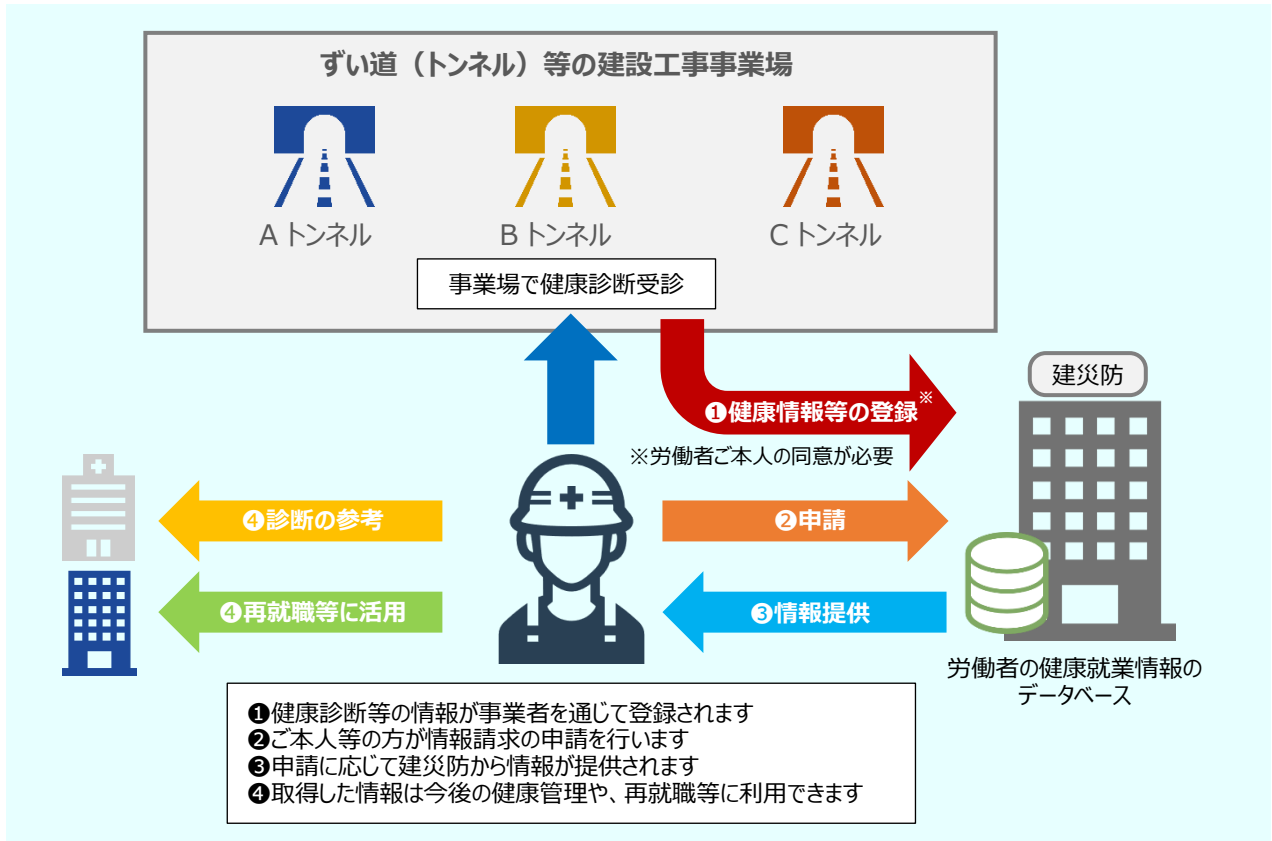 ずい道（トンネル）等の建設工事事業場
A トンネル
B トンネル
C トンネル
事業場で健康診断受診
❶健康情報等の登録※
※労働者ご本人の同意が必要
建災防
❹診断の参考
❷申請
❹再就職等に活用
❸情報提供
労働者の健康就業情報の
データベース
❶健康診断等の情報が事業者を通じて登録されます
❷ご本人等の方が情報請求の申請を行います
❸申請に応じて建災防から情報が提供されます
❹取得した情報は今後の健康管理や、再就職等に利用できます